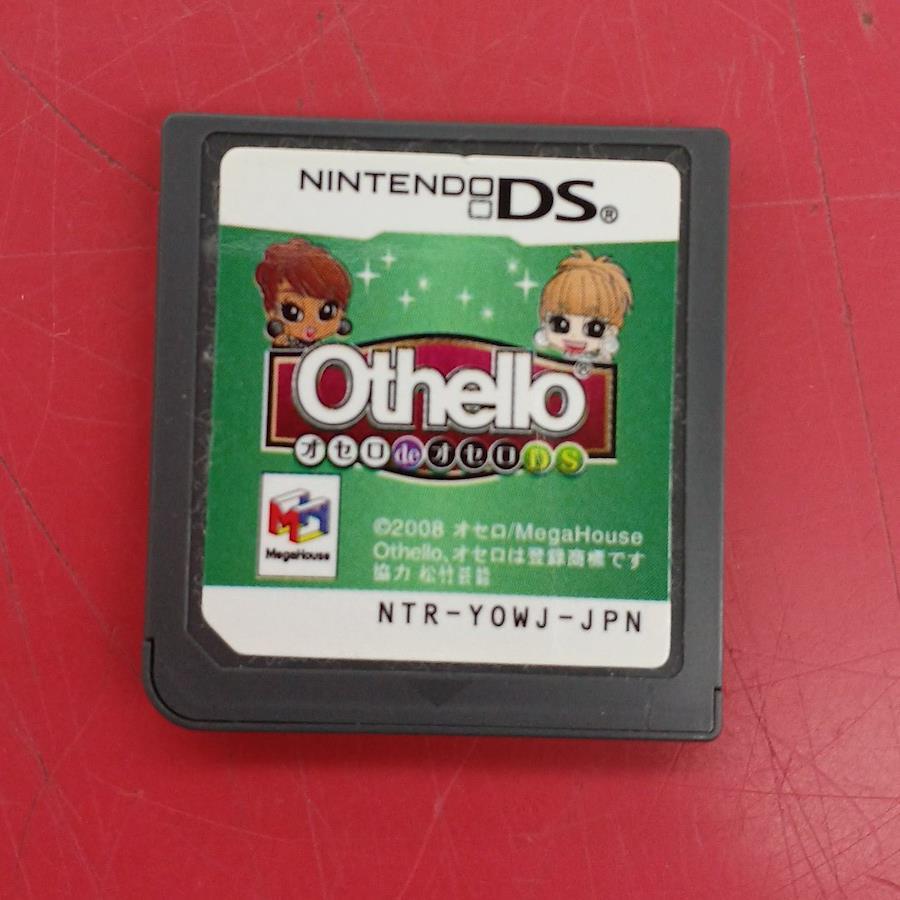 NINTENDO DS®
Othello®
オセロdeオセロDS
MegaHouse
©2008 オセロ/MegaHouse
Othello,オセロは登録商標です
協力 松竹芸能
NTR-YOWJ-JPN